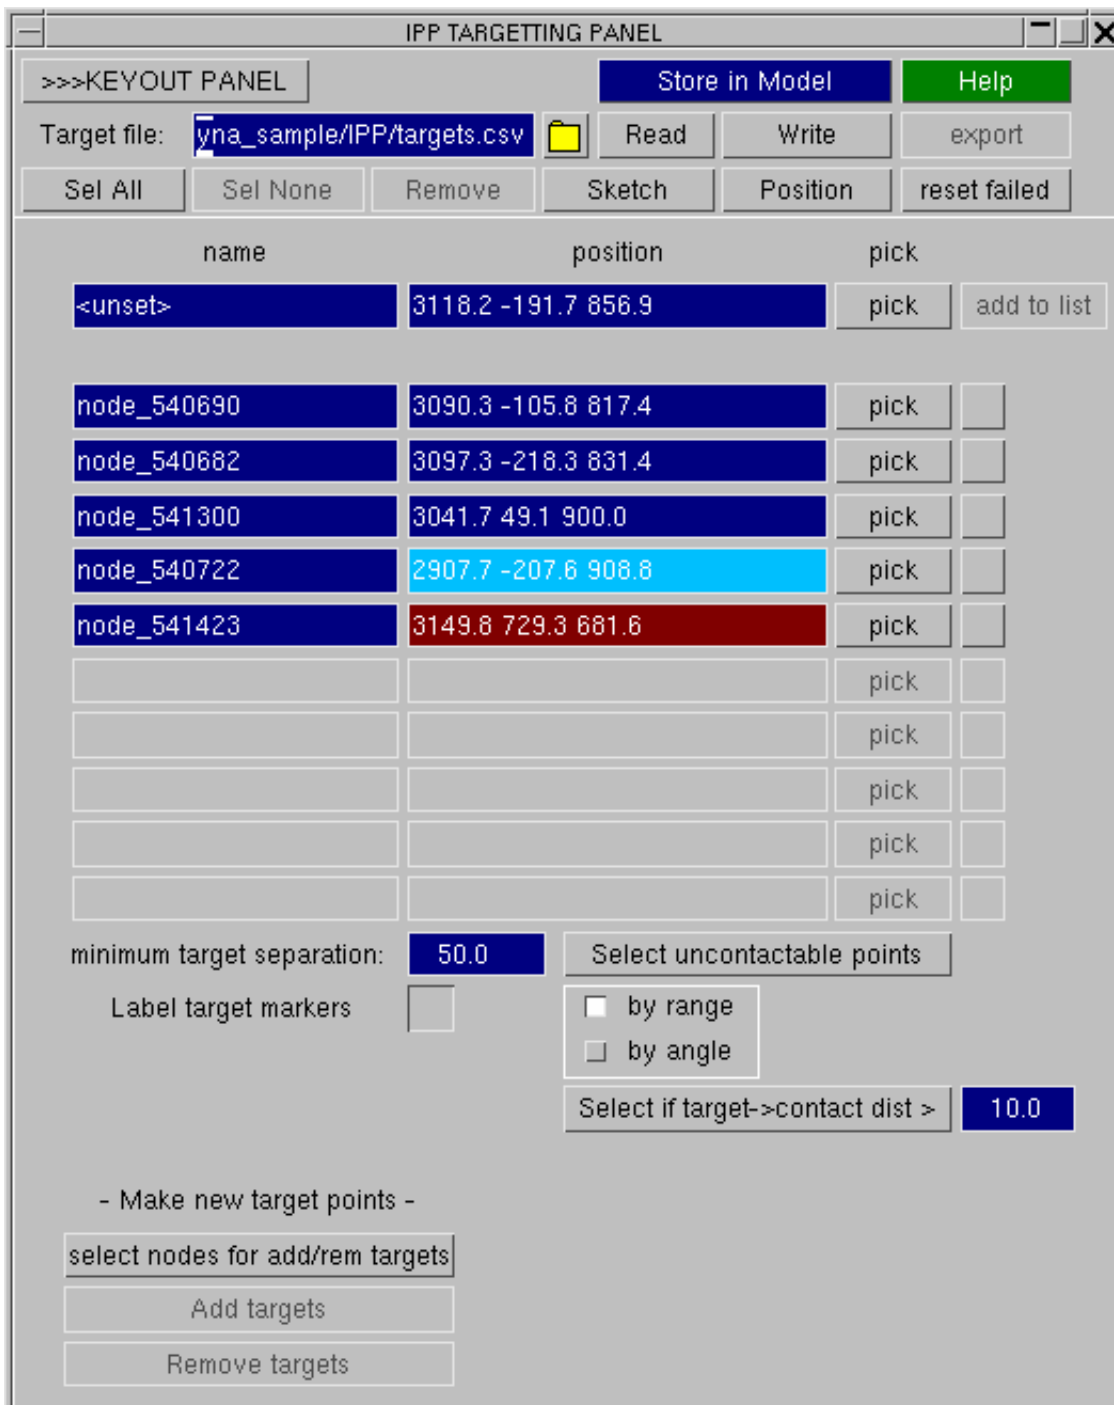 IPP TARGETTING PANEL
>>>KEYOUT PANEL Store in Model Help
Target file: yna_sample/IPP/targets.csv Read Write export
Sel All Sel None Remove Sketch Position reset failed
name position pick
<unset> 3118.2 -191.7 856.9 pick add to list
node_540690 3090.3 -105.8 817.4 pick
node_540682 3097.3 -218.3 831.4 pick
node_541300 3041.7 49.1 900.0 pick
node_540722 2907.7 -207.6 908.8 pick
node_541423 3149.8 729.3 681.6 pick
pick
pick
pick
pick
pick
minimum target separation: 50.0 Select uncontactable points
Label target markers by range
by angle
Select if target->contact dist > 10.0
- Make new target points -
select nodes for add/rem targets
Add targets
Remove targets